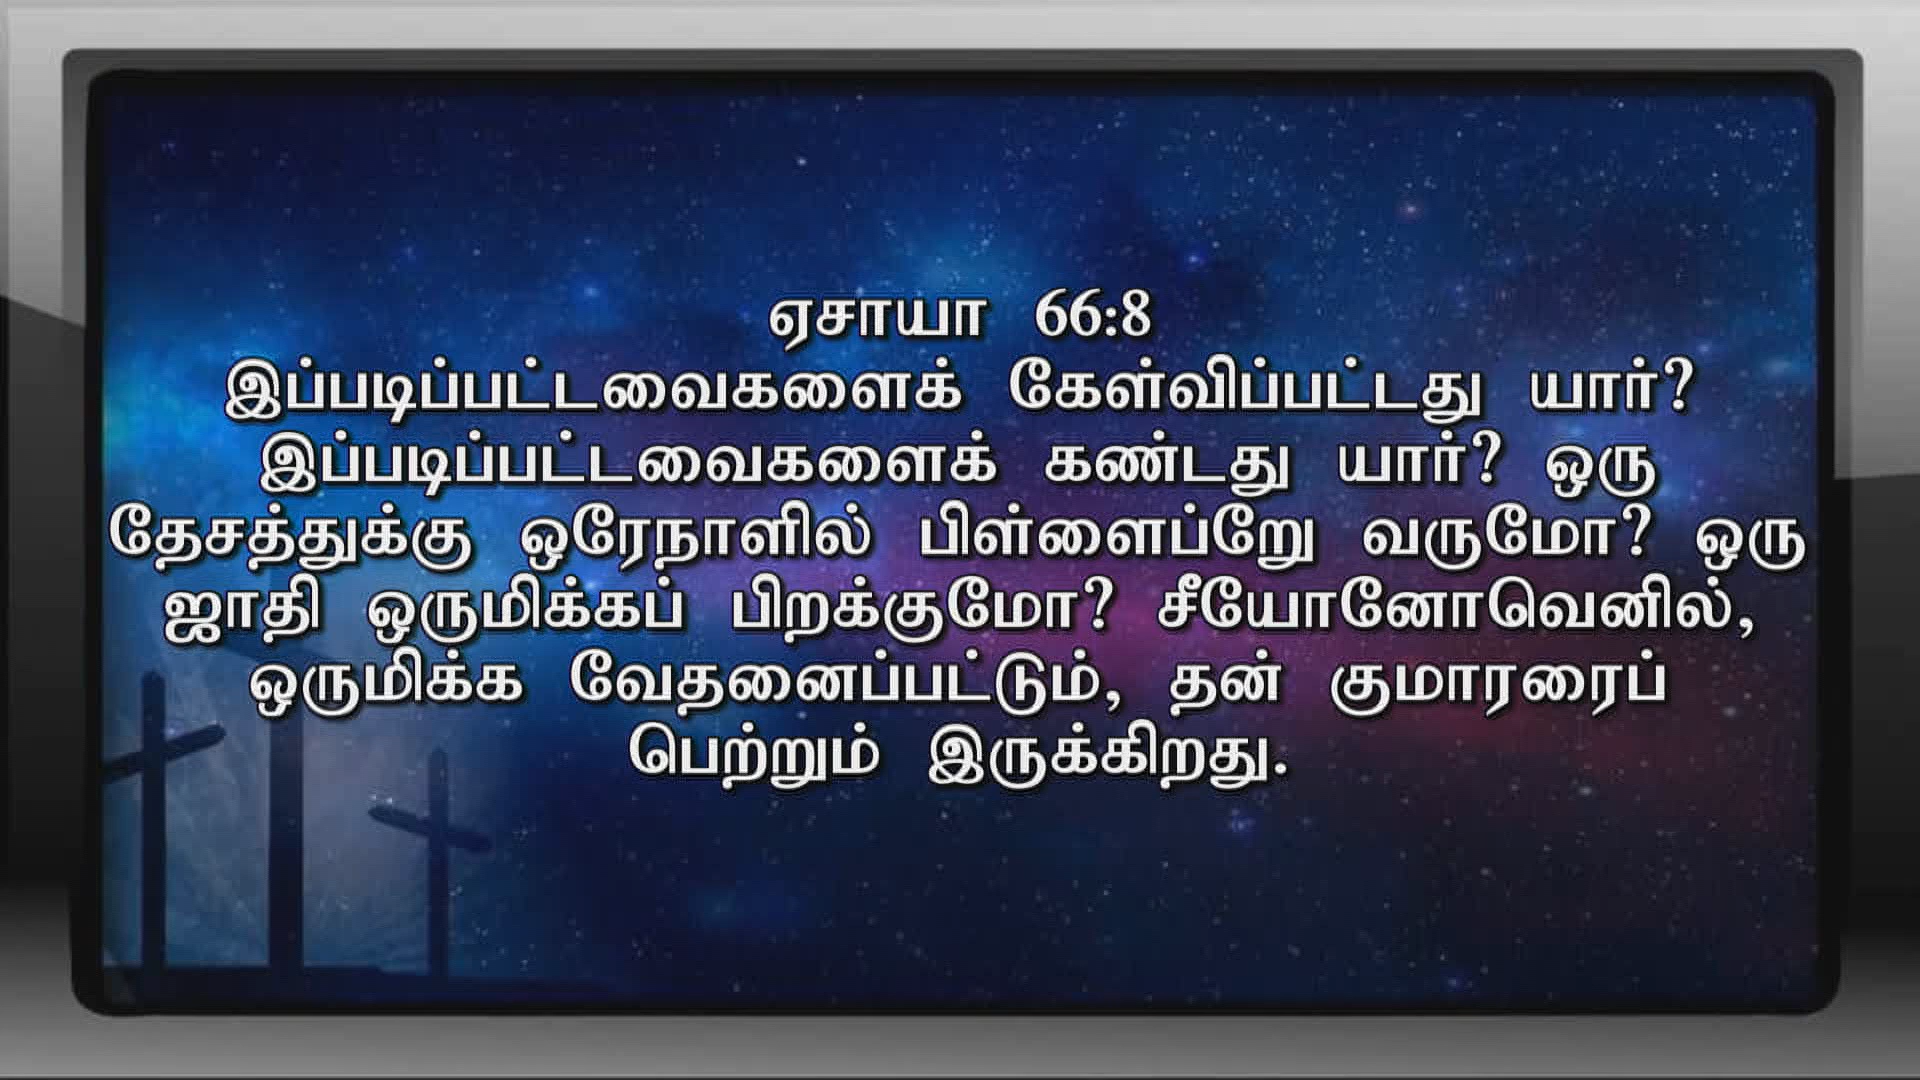 ஏசாயா 66:8
இப்படிப்பட்டவைகளைக் கேள்விப்பட்டது யார்?
இப்படிப்பட்டவைகளைக் கண்டது யார்? ஒரு
தேசத்துக்கு ஒரேநாளில் பிள்ளைப்றேு வருமோ? ஒரு
ஜாதி ஒருமிக்கப் பிறக்குமோ? சீயோனோவெனில்,
ஒருமிக்க வேதனைப்பட்டும், தன் குமாரரைப்
பெற்றும் இருக்கிறது.